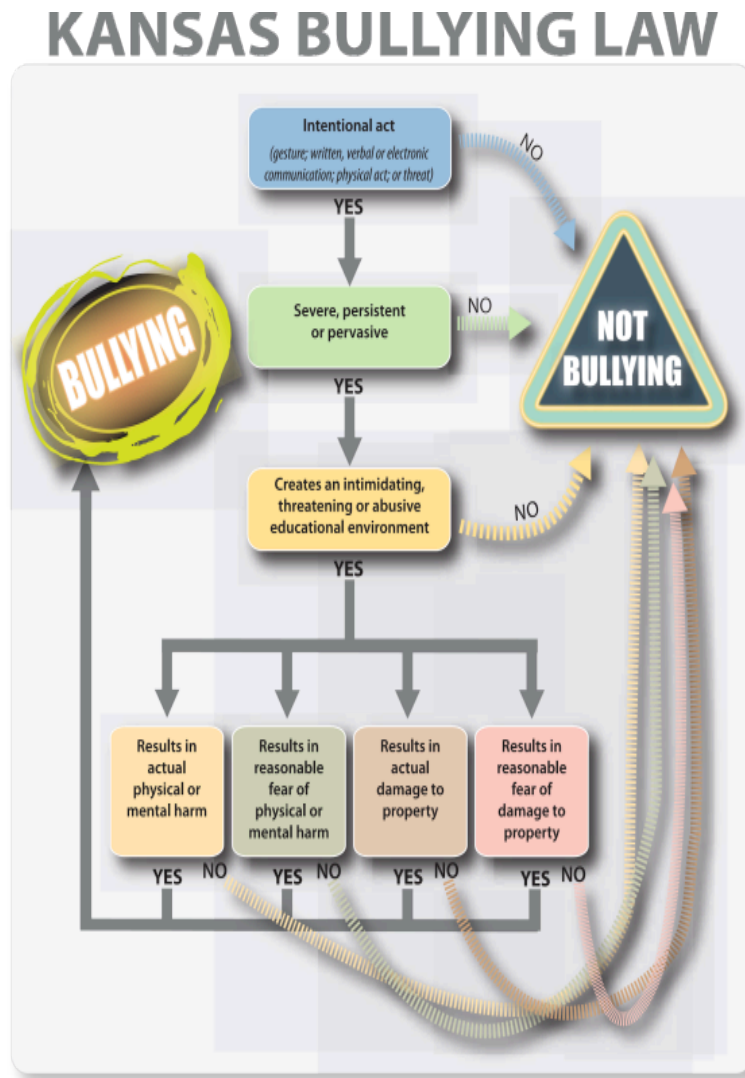 KANSAS BULLYING LAW
Intentional act
(gesture; written, verbal or electronic
communication; physical act; or threat)
NO
YES
Severe, persistent
or pervasive
NO
YES
NOT
BULLYING
BULLYING
Creates an intimidating,
threatening or abusive
educational environment
NO
YES
Results in
actual
physical or
mental harm
Results in
reasonable
fear of
physical or
mental harm
Results in
actual
damage to
property
Results in
reasonable
fear of
damage to
property
YES NO
YES NO
YES NO
YES NO